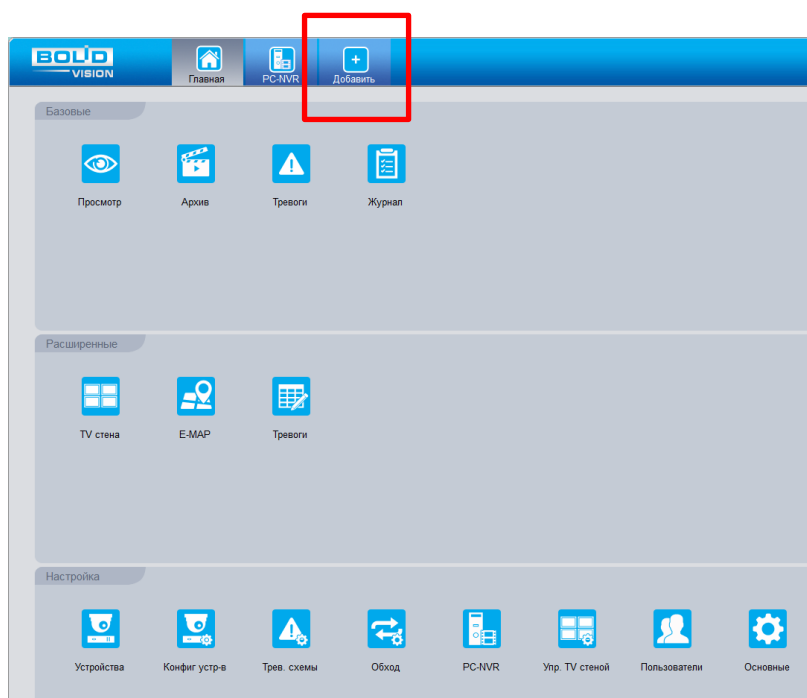 BOLID
VISION
Главная
PC-NVR
Добавить
Базовые
Просмотр
Архив
Тревоги
Журнал
Расширенные
TV стена
E-MAP
Тревоги
Настройка
Устройства
Конфиг устр-в
Трев. схемы
Обход
PC-NVR
Упр. TV стеной
Пользователи
Основные